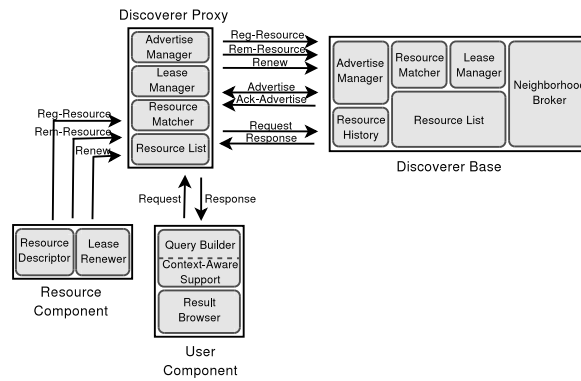 Discoverer Proxy
Advertise
Manager
Lease
Manager
Resource
Matcher
Resource List
Reg-Resource
Rem-Resource
Renew
Advertise
Ack-Advertise
Request
Response
Advertise
Manager
Resource
Matcher
Lease
Manager
Neighborhood
Broker
Resource
History
Resource List
Discoverer Base
Reg-Resource
Rem-Resource
Renew
Request
Response
Resource
Descriptor
Lease
Renewer
Resource
Component
Query Builder
Context-Aware
Support
Result
Browser
User
Component